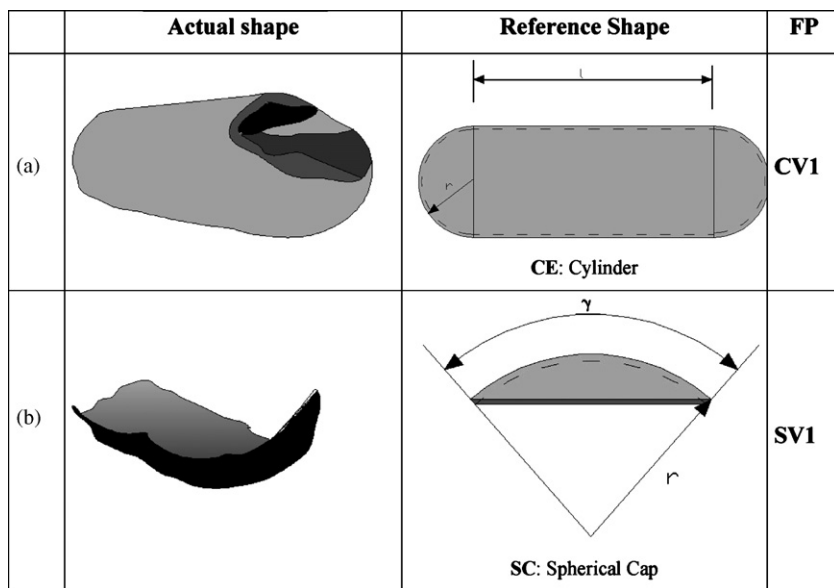 Actual shape Reference Shape FP
l
(a) r CV1
CE: Cylinder
γ
(b) SV1
r
SC: Spherical Cap